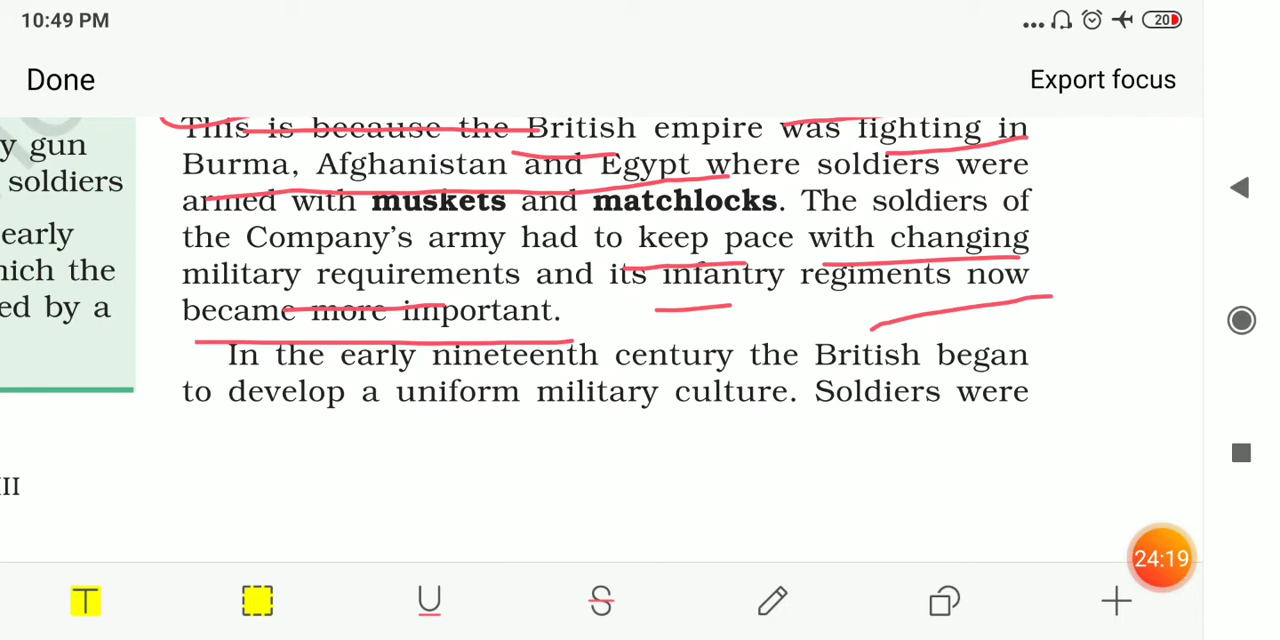 10:49 PM
20
Done
Export focus
y gun
soldiers
early
hich the
ed by a
This is because the British empire was fighting in
Burma, Afghanistan and Egypt where soldiers were
armed with muskets and matchlocks. The soldiers of
the Company's army had to keep pace with changing
military requirements and its infantry regiments now
became more important.
In the early nineteenth century the British began
to develop a uniform military culture. Soldiers were
III
24:19
T
U
S